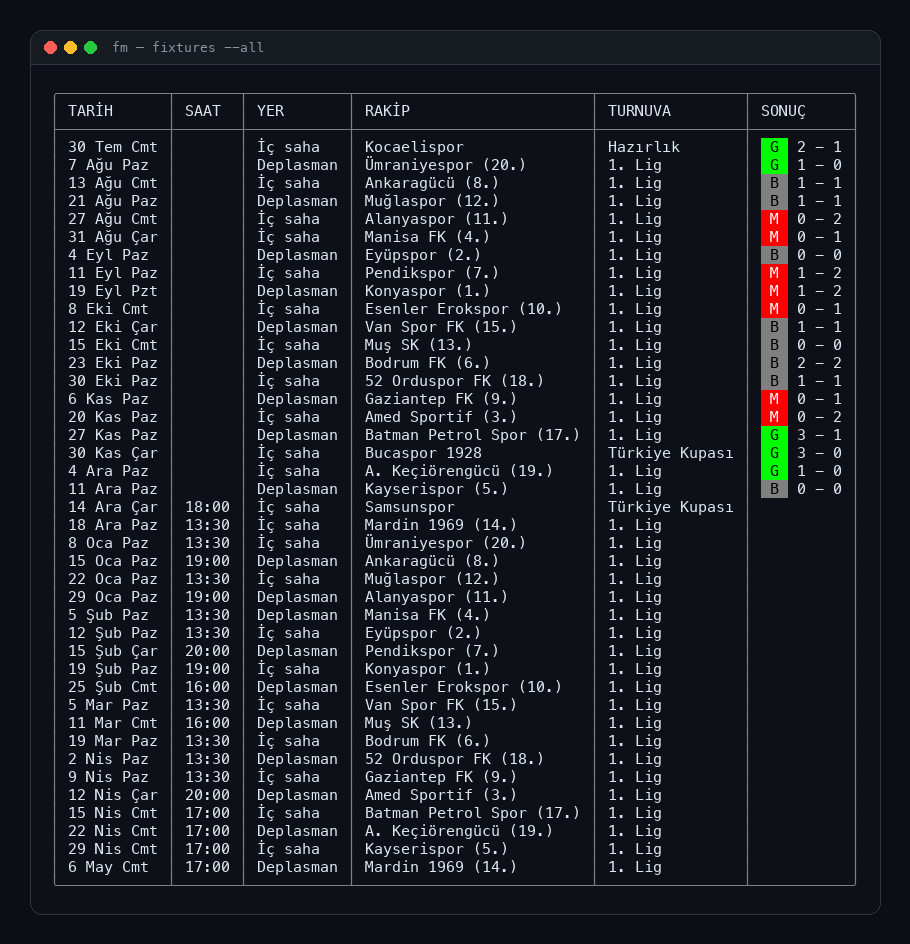 fm — fixtures --all
TARİH SAAT YER RAKİP TURNUVA SONUÇ
30 Tem Cmt İç saha Kocaelispor Hazırlık G 2 – 1
7 Ağu Paz Deplasman Ümraniyespor (20.) 1. Lig G 1 – 0
13 Ağu Cmt İç saha Ankaragücü (8.) 1. Lig B 1 – 1
21 Ağu Paz Deplasman Muğlaspor (12.) 1. Lig B 1 – 1
27 Ağu Cmt İç saha Alanyaspor (11.) 1. Lig M 0 – 2
31 Ağu Çar İç saha Manisa FK (4.) 1. Lig M 0 – 1
4 Eyl Paz Deplasman Eyüpspor (2.) 1. Lig B 0 – 0
11 Eyl Paz İç saha Pendikspor (7.) 1. Lig M 1 – 2
19 Eyl Pzt Deplasman Konyaspor (1.) 1. Lig M 1 – 2
8 Eki Cmt İç saha Esenler Erokspor (10.) 1. Lig M 0 – 1
12 Eki Çar Deplasman Van Spor FK (15.) 1. Lig B 1 – 1
15 Eki Cmt İç saha Muş SK (13.) 1. Lig B 0 – 0
23 Eki Paz Deplasman Bodrum FK (6.) 1. Lig B 2 – 2
30 Eki Paz İç saha 52 Orduspor FK (18.) 1. Lig B 1 – 1
6 Kas Paz Deplasman Gaziantep FK (9.) 1. Lig M 0 – 1
20 Kas Paz İç saha Amed Sportif (3.) 1. Lig M 0 – 2
27 Kas Paz Deplasman Batman Petrol Spor (17.) 1. Lig G 3 – 1
30 Kas Çar İç saha Bucaspor 1928 Türkiye Kupası G 3 – 0
4 Ara Paz İç saha A. Keçiörengücü (19.) 1. Lig G 1 – 0
11 Ara Paz Deplasman Kayserispor (5.) 1. Lig B 0 – 0
14 Ara Çar 18:00 İç saha Samsunspor Türkiye Kupası
18 Ara Paz 13:30 İç saha Mardin 1969 (14.) 1. Lig
8 Oca Paz 13:30 İç saha Ümraniyespor (20.) 1. Lig
15 Oca Paz 19:00 Deplasman Ankaragücü (8.) 1. Lig
22 Oca Paz 13:30 İç saha Muğlaspor (12.) 1. Lig
29 Oca Paz 19:00 Deplasman Alanyaspor (11.) 1. Lig
5 Şub Paz 13:30 Deplasman Manisa FK (4.) 1. Lig
12 Şub Paz 13:30 İç saha Eyüpspor (2.) 1. Lig
15 Şub Çar 20:00 Deplasman Pendikspor (7.) 1. Lig
19 Şub Paz 19:00 İç saha Konyaspor (1.) 1. Lig
25 Şub Cmt 16:00 Deplasman Esenler Erokspor (10.) 1. Lig
5 Mar Paz 13:30 İç saha Van Spor FK (15.) 1. Lig
11 Mar Cmt 16:00 Deplasman Muş SK (13.) 1. Lig
19 Mar Paz 13:30 İç saha Bodrum FK (6.) 1. Lig
2 Nis Paz 13:30 Deplasman 52 Orduspor FK (18.) 1. Lig
9 Nis Paz 13:30 İç saha Gaziantep FK (9.) 1. Lig
12 Nis Çar 20:00 Deplasman Amed Sportif (3.) 1. Lig
15 Nis Cmt 17:00 İç saha Batman Petrol Spor (17.) 1. Lig
22 Nis Cmt 17:00 Deplasman A. Keçiörengücü (19.) 1. Lig
29 Nis Cmt 17:00 İç saha Kayserispor (5.) 1. Lig
6 May Cmt 17:00 Deplasman Mardin 1969 (14.) 1. Lig